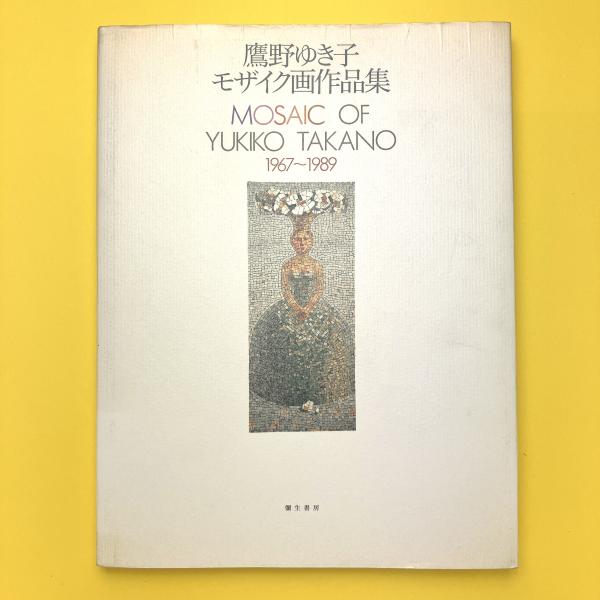 鷹野ゆき子
モザイク画作品集
MOSAIC OF
YUKIKO TAKANO
1967〜1989
彌生書房